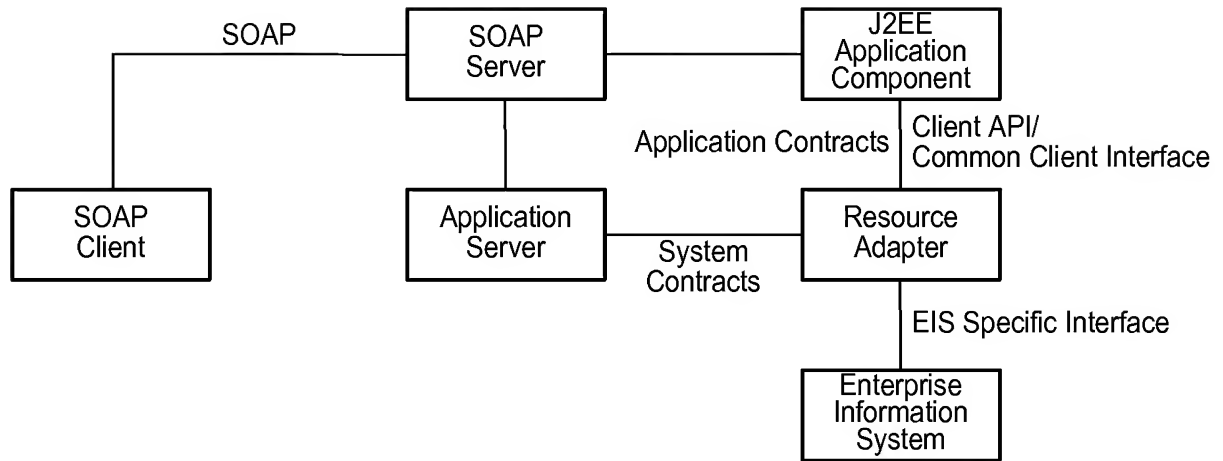 SOAP
SOAP
Server
J2EE
Application
Component
Application Contracts
Client API/
Common Client Interface
SOAP
Client
Application
Server
System
Contracts
Resource
Adapter
EIS Specific Interface
Enterprise
Information
System